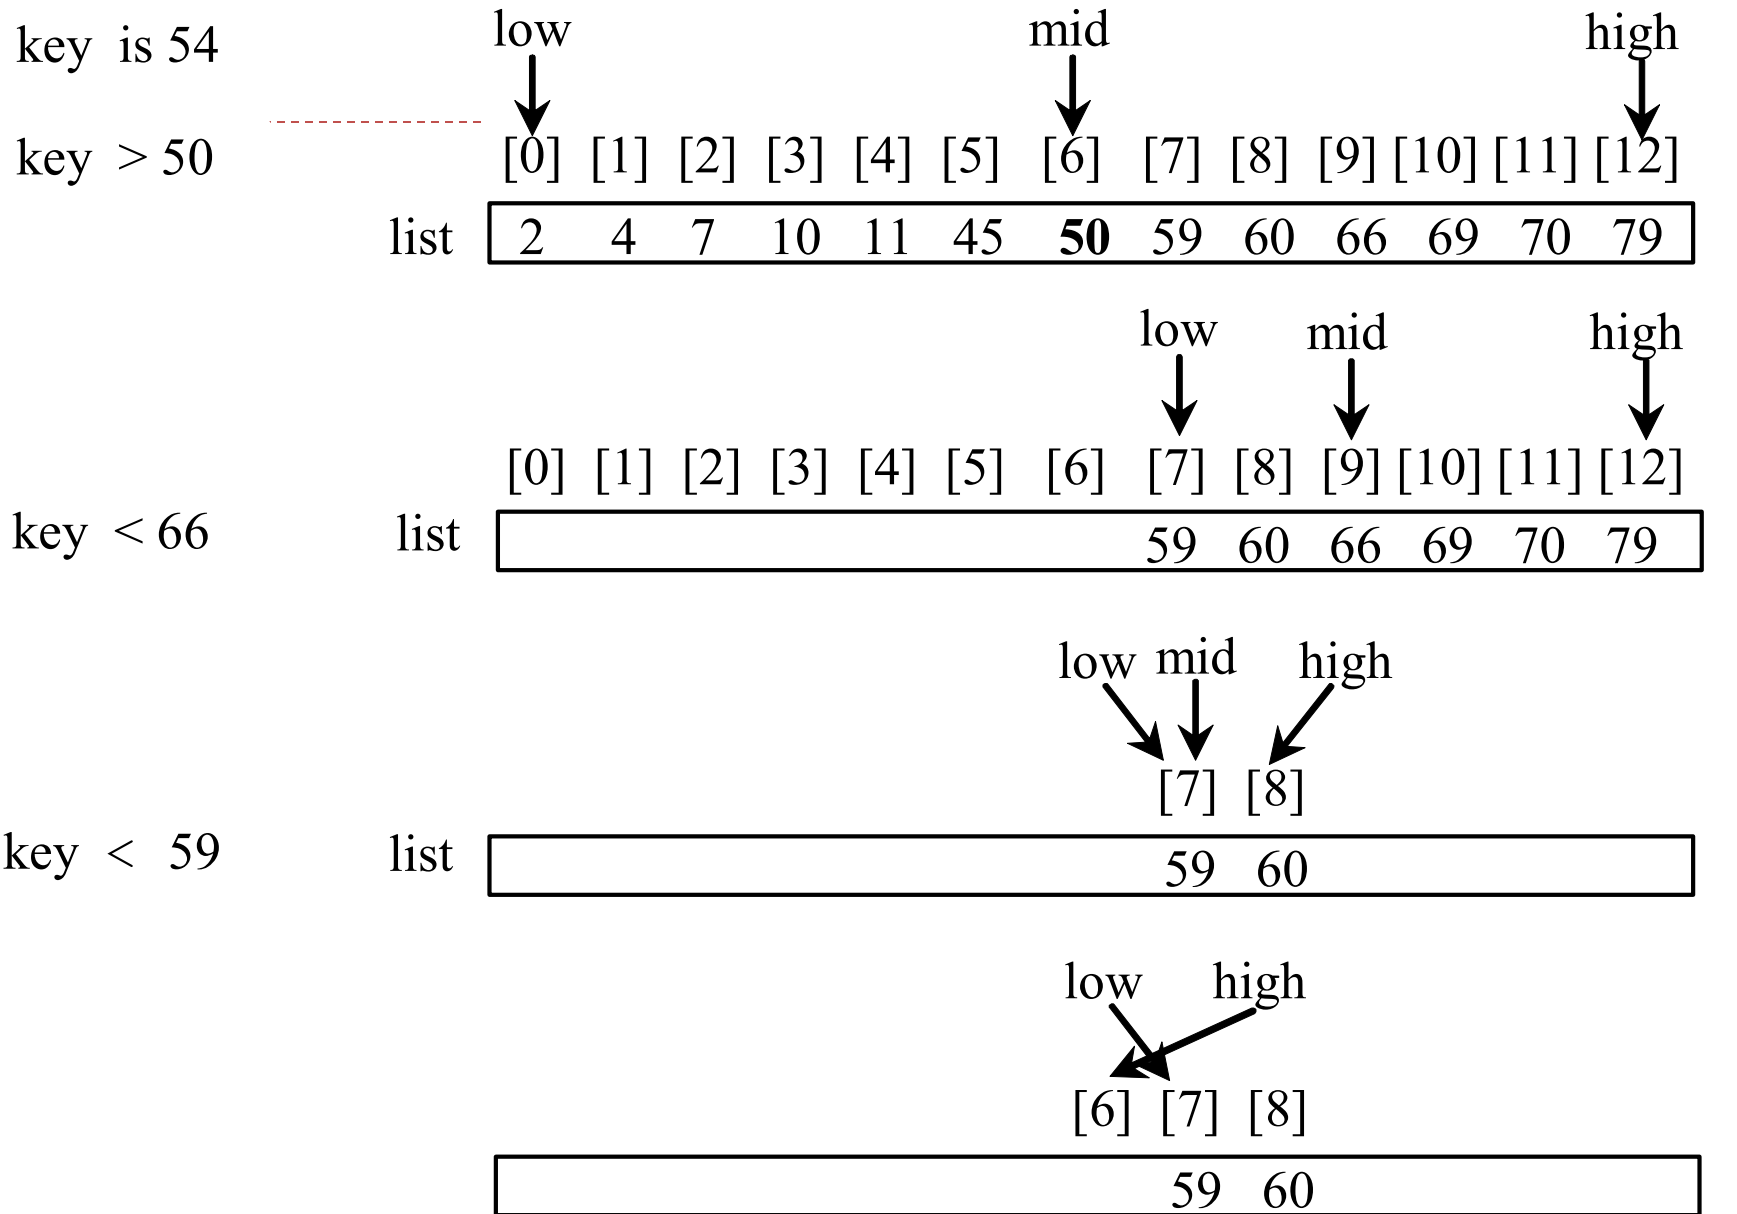 low mid high
key is 54
key > 50 [0] [1] [2] [3] [4] [5] [6] [7] [8] [9] [10] [11] [12]
list 2 4 7 10 11 45 50 59 60 66 69 70 79
low mid high
[0] [1] [2] [3] [4] [5] [6] [7] [8] [9] [10] [11] [12]
key < 66 list 59 60 66 69 70 79
low mid high
[7] [8]
key < 59 list 59 60
low high
[6] [7] [8]
59 60